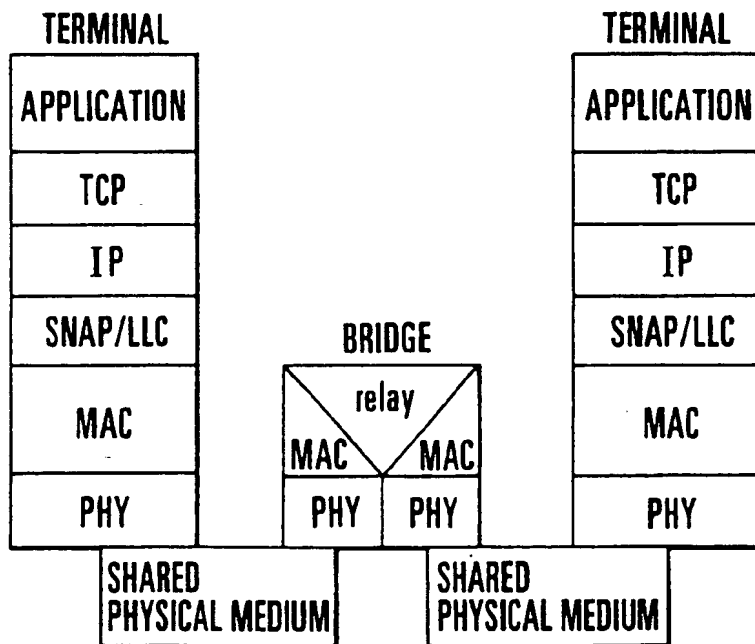 TERMINAL
APPLICATION
TCP
IP
SNAP/LLC
MAC
PHY
BRIDGE
relay
MAC
MAC
PHY
PHY
TERMINAL
APPLICATION
TCP
IP
SNAP/LLC
MAC
PHY
SHARED
PHYSICAL MEDIUM
SHARED
PHYSICAL MEDIUM